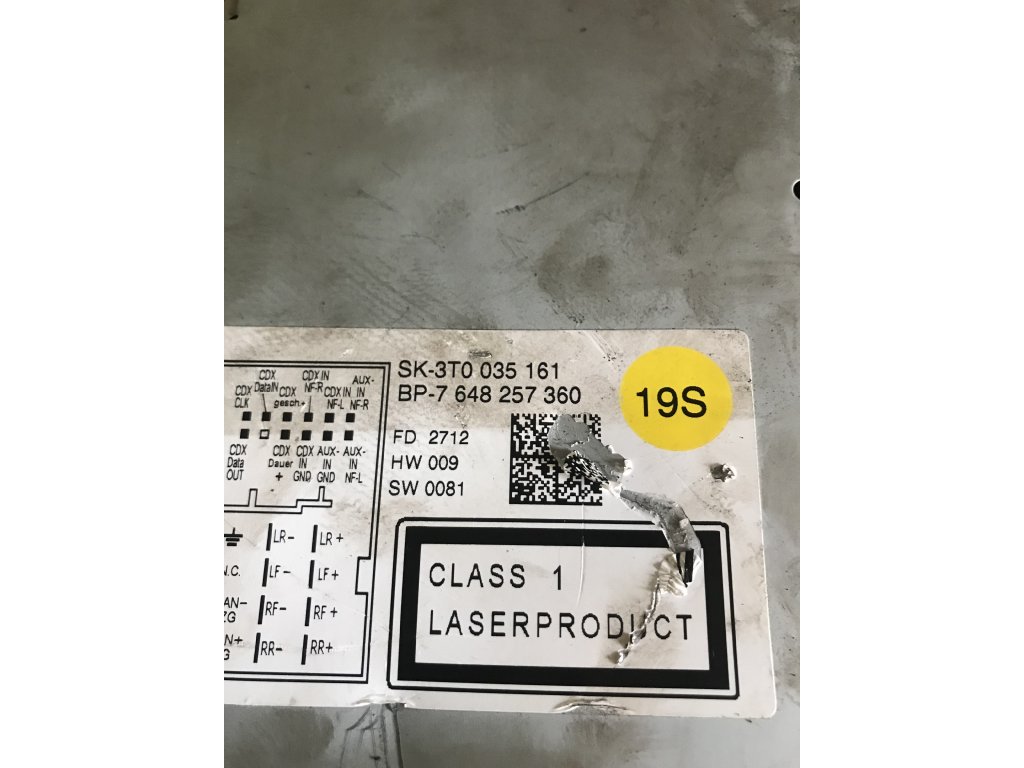 SK-3T0 035 161
BP-7 648 257 360
19S
FD 2712
HW 009
SW 0081
CLASS 1
LASERPRODUCT
CDX CLK
CDX DataIN
CDX gesch.+
CDX IN NF-R
CDX IN NF-L
AUX-IN NF-R
CDX Data OUT
CDX Dauer +
CDX IN GND
AUX-IN GND
AUX-IN NF-L
LR- LR+
N.C. LF- LF+
RF- RF+
RR- RR+